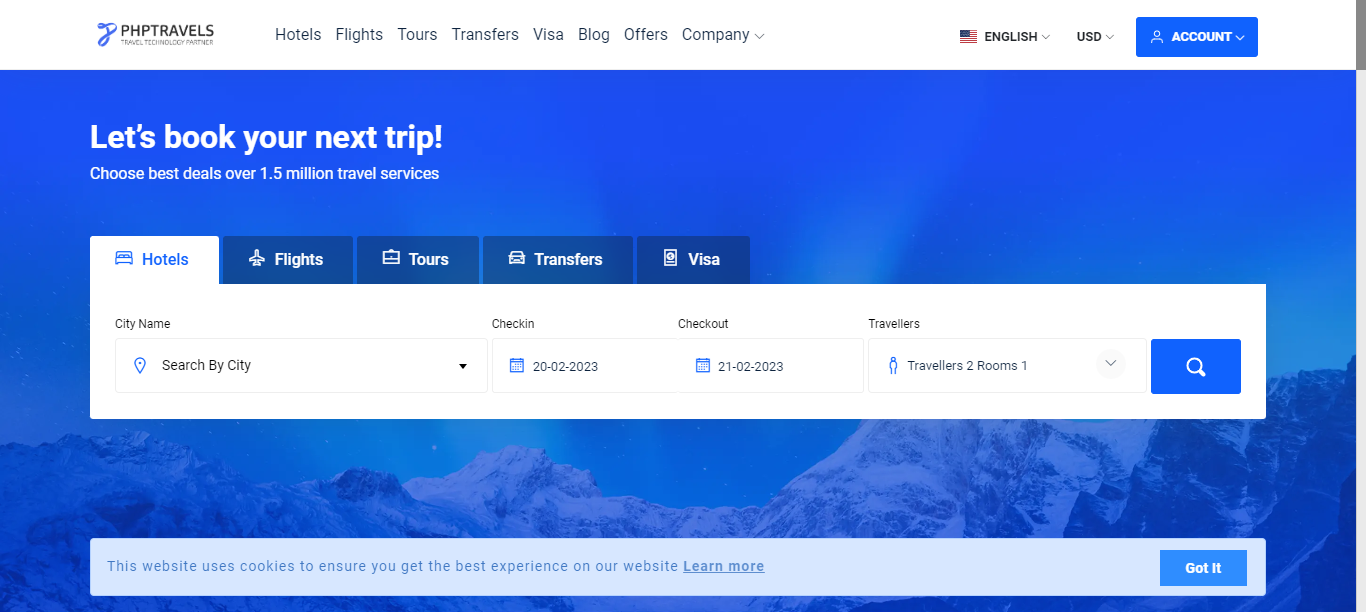 PHPTRAVELS
TRAVEL TECHNOLOGY PARTNER
Hotels Flights Tours Transfers Visa Blog Offers Company
ENGLISH USD ACCOUNT
Let’s book your next trip!
Choose best deals over 1.5 million travel services
Hotels Flights Tours Transfers Visa
City Name Checkin Checkout Travellers
Search By City 20-02-2023 21-02-2023 Travellers 2 Rooms 1
This website uses cookies to ensure you get the best experience on our website Learn more Got It